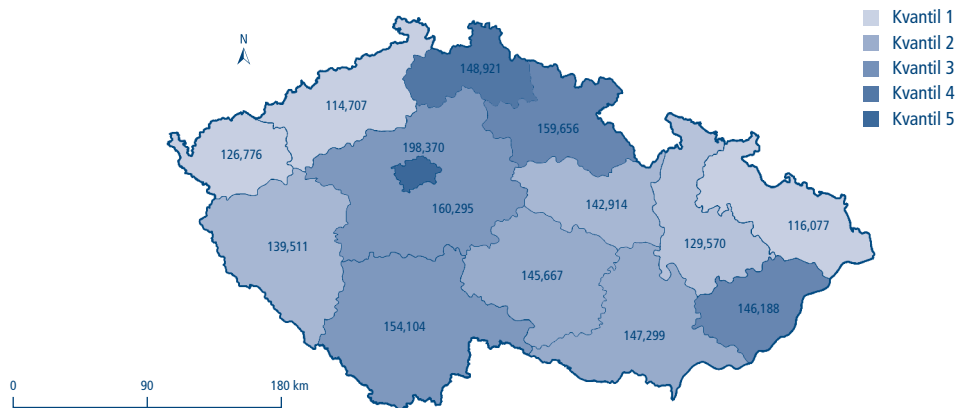 Kvantil 1
Kvantil 2
Kvantil 3
Kvantil 4
Kvantil 5
N
148,921
114,707
159,656
198,370
126,776
142,914
160,295
116,077
139,511
129,570
145,667
146,188
154,104
147,299
0 90 180 km